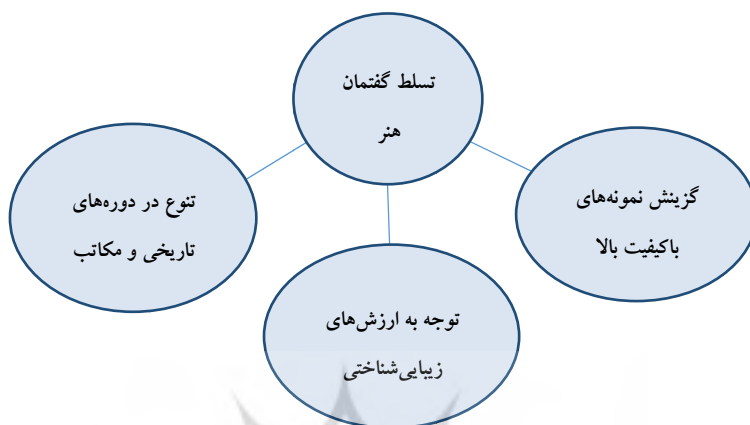 تسلط گفتمان
هنر
گزینش نمونه‌های
باکیفیت بالا
تنوع در دوره‌های
تاریخی و مکاتب
توجه به ارزش‌های
زیبایی‌شناختی